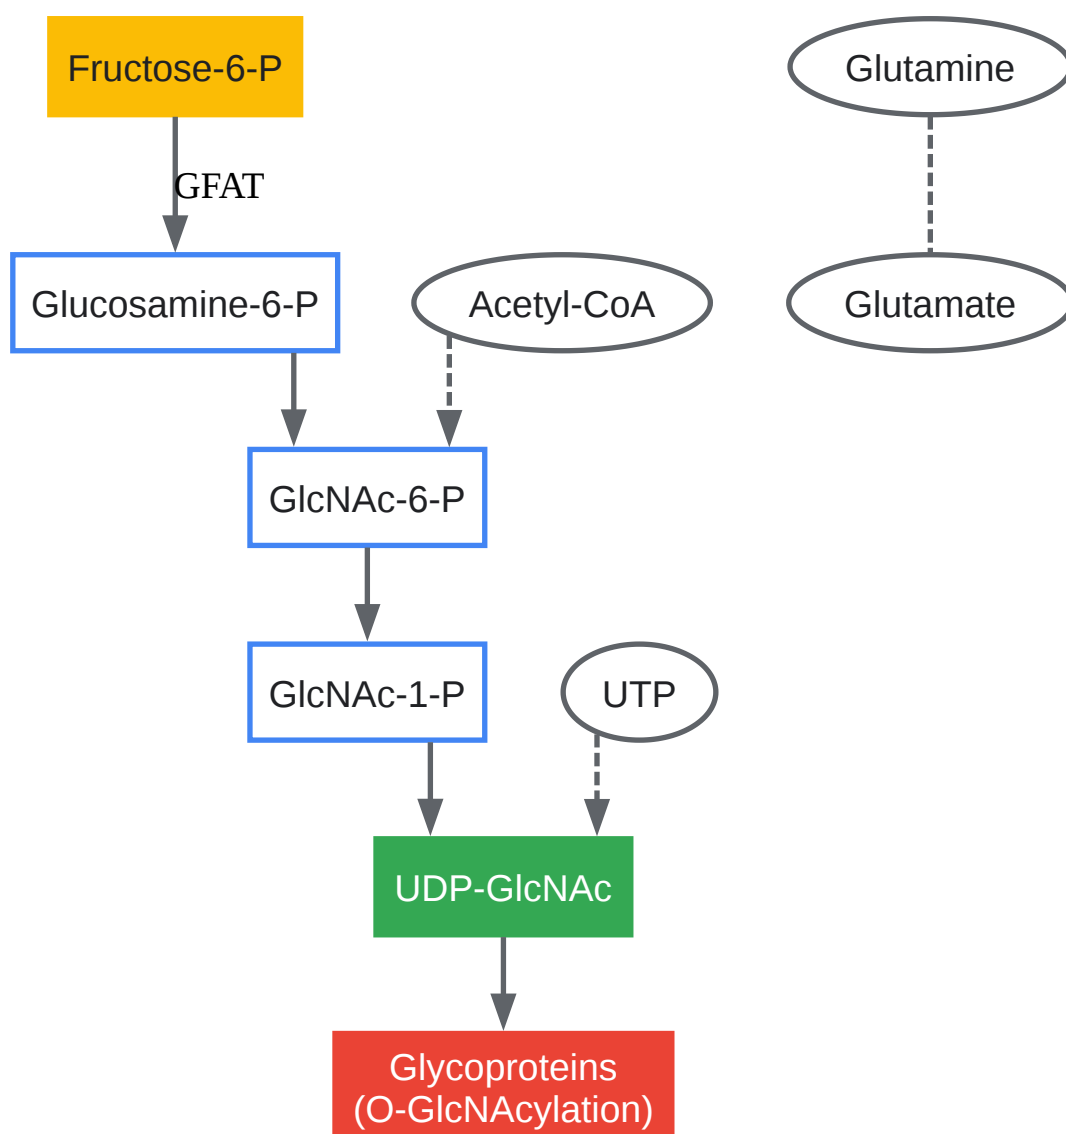 Fructose-6-P
Glutamine
GFAT
Glucosamine-6-P
Acetyl-CoA
Glutamate
GlcNAc-6-P
GlcNAc-1-P
UTP
UDP-GlcNAc
Glycoproteins
(O-GlcNAcylation)